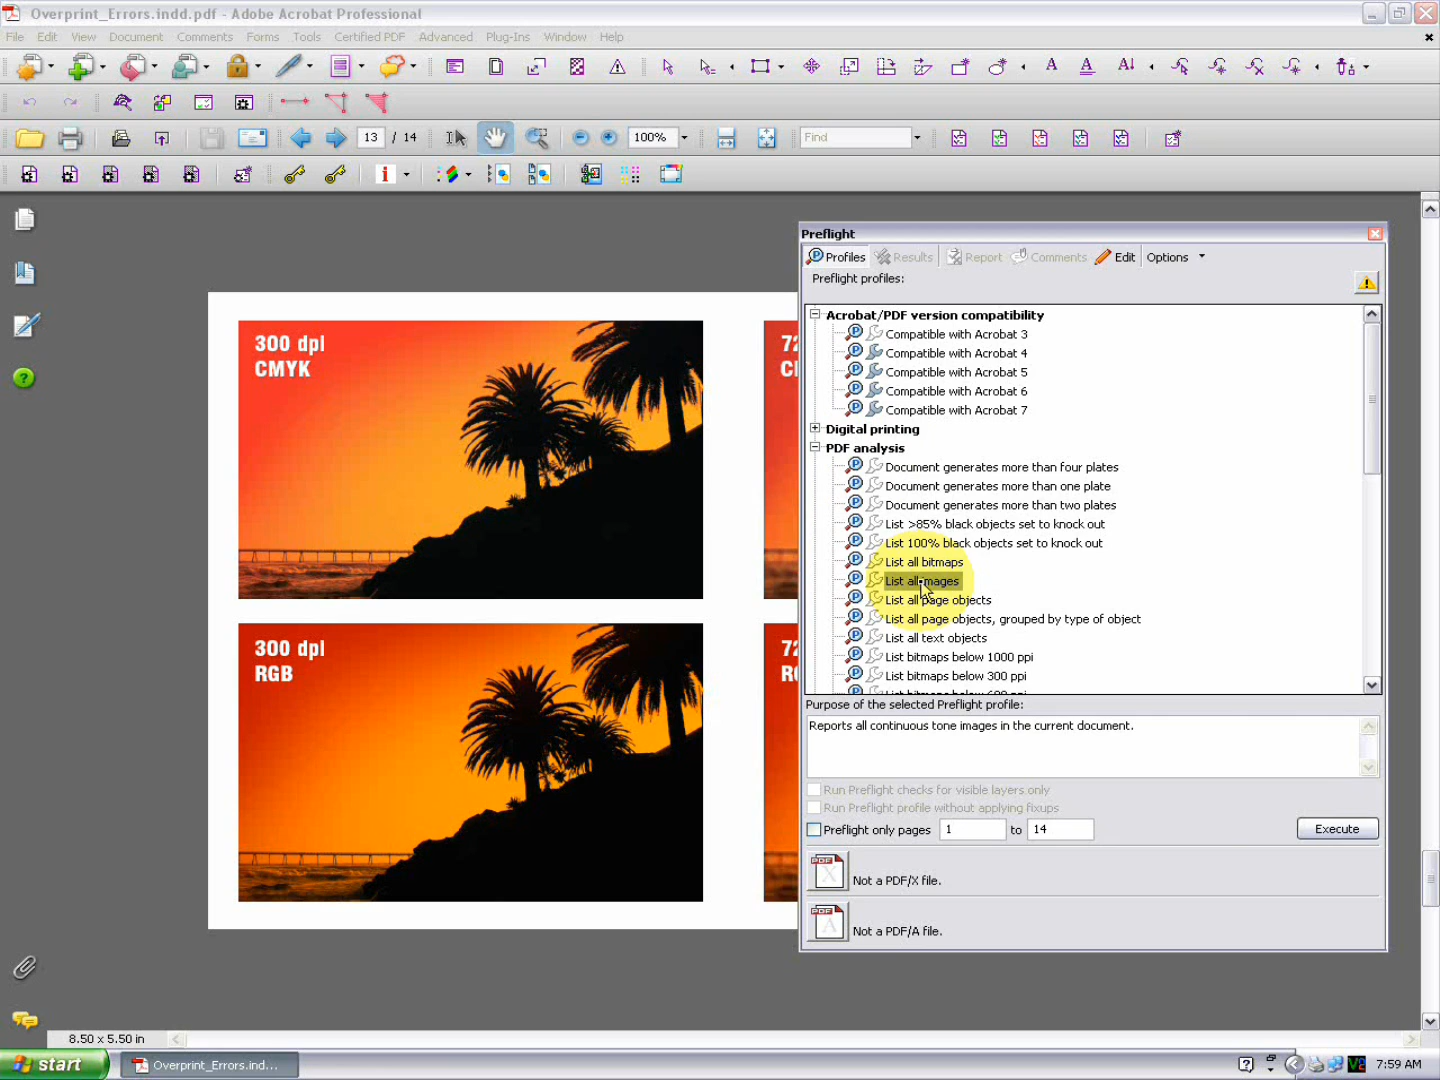 Overprint_Errors.indd.pdf - Adobe Acrobat Professional
File Edit View Document Comments Forms Tools Certified PDF Advanced Plug-Ins Window Help
13 / 14 100% Find
Preflight
Profiles Results Report Comments Edit Options
Preflight profiles:
Acrobat/PDF version compatibility
Compatible with Acrobat 3
Compatible with Acrobat 4
Compatible with Acrobat 5
Compatible with Acrobat 6
Compatible with Acrobat 7
Digital printing
PDF analysis
Document generates more than four plates
Document generates more than one plate
Document generates more than two plates
List >85% black objects set to knock out
List 100% black objects set to knock out
List all bitmaps
List all images
List all page objects
List all page objects, grouped by type of object
List all text objects
List bitmaps below 1000 ppi
List bitmaps below 300 ppi
Purpose of the selected Preflight profile:
Reports all continuous tone images in the current document.
Run Preflight checks for visible layers only
Run Preflight profile without applying fixups
Preflight only pages 1 to 14 Execute
Not a PDF/X file.
Not a PDF/A file.
300 dpi
CMYK
300 dpi
RGB
8.50 x 5.50 in
start Overprint_Errors.ind... 7:59 AM